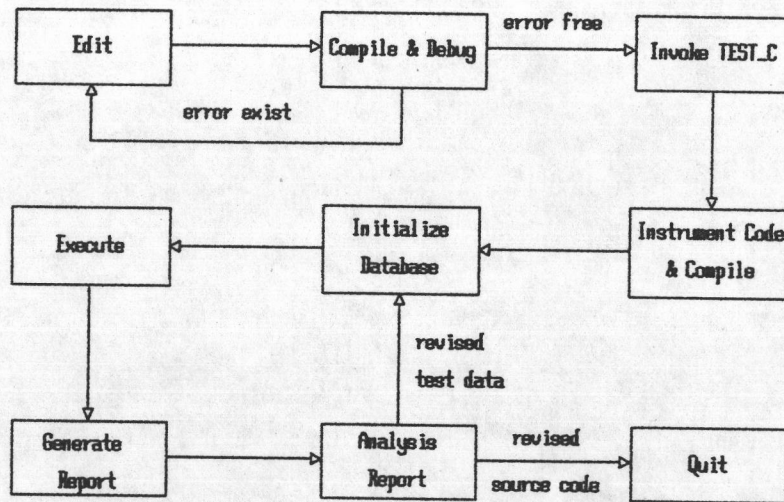 Edit
Compile & Debug
error free
Invoke TEST_C
error exist
Execute
Initialize
Database
Instrument Code
& Compile
revised
test data
Generate
Report
Analysis
Report
revised
source code
Quit